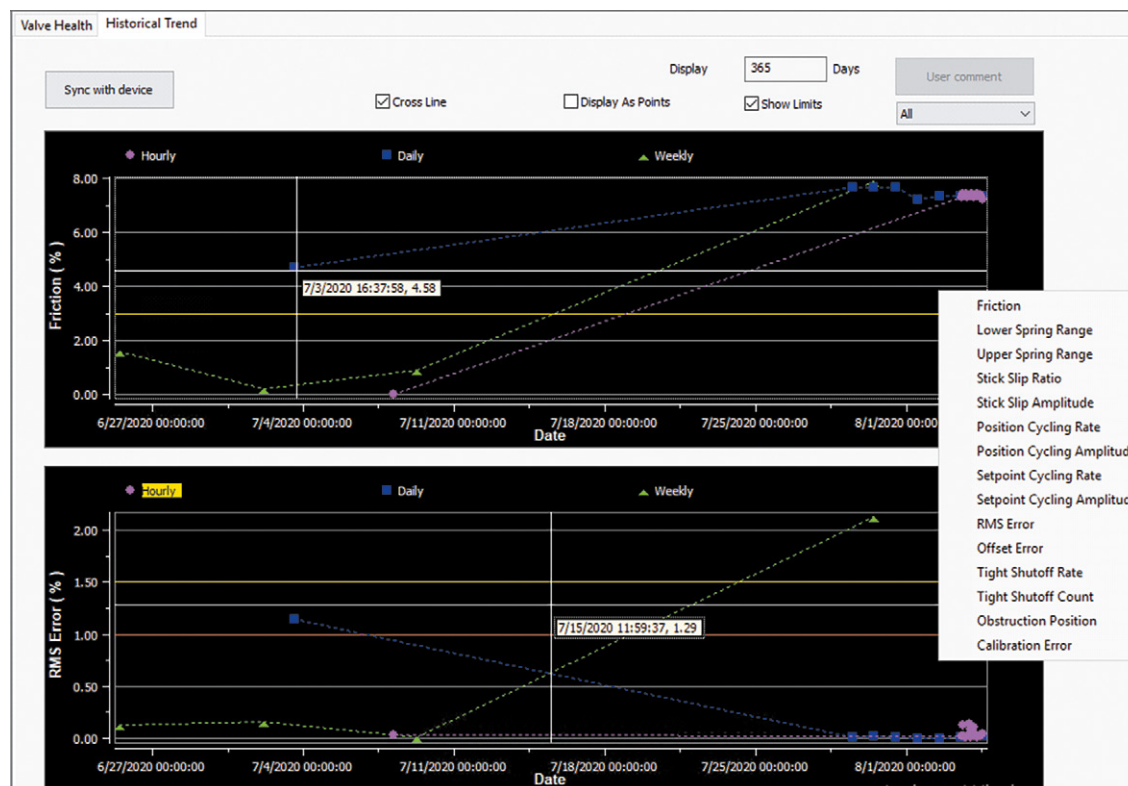 Valve Health
Historical Trend
Sync with device
Display
365
Days
User comment
Cross Line
Display As Points
Show Limits
All
Hourly
Daily
Weekly
8.00
6.00
4.00
2.00
0.00
Friction ( % )
7/3/2020 16:37:58, 4.58
6/27/2020 00:00:00
7/4/2020 00:00:00
7/11/2020 00:00:00
7/18/2020 00:00:00
7/25/2020 00:00:00
8/1/2020 00:00:00
Date
Friction
Lower Spring Range
Upper Spring Range
Stick Slip Ratio
Stick Slip Amplitude
Position Cycling Rate
Position Cycling Amplitud
Setpoint Cycling Rate
Setpoint Cycling Amplitud
RMS Error
Offset Error
Tight Shutoff Rate
Tight Shutoff Count
Obstruction Position
Calibration Error
Hourly
Daily
Weekly
2.00
1.50
1.00
0.50
0.00
RMS Error ( % )
7/15/2020 11:59:37, 1.29
6/27/2020 00:00:00
7/4/2020 00:00:00
7/11/2020 00:00:00
7/18/2020 00:00:00
7/25/2020 00:00:00
8/1/2020 00:00:00
Date